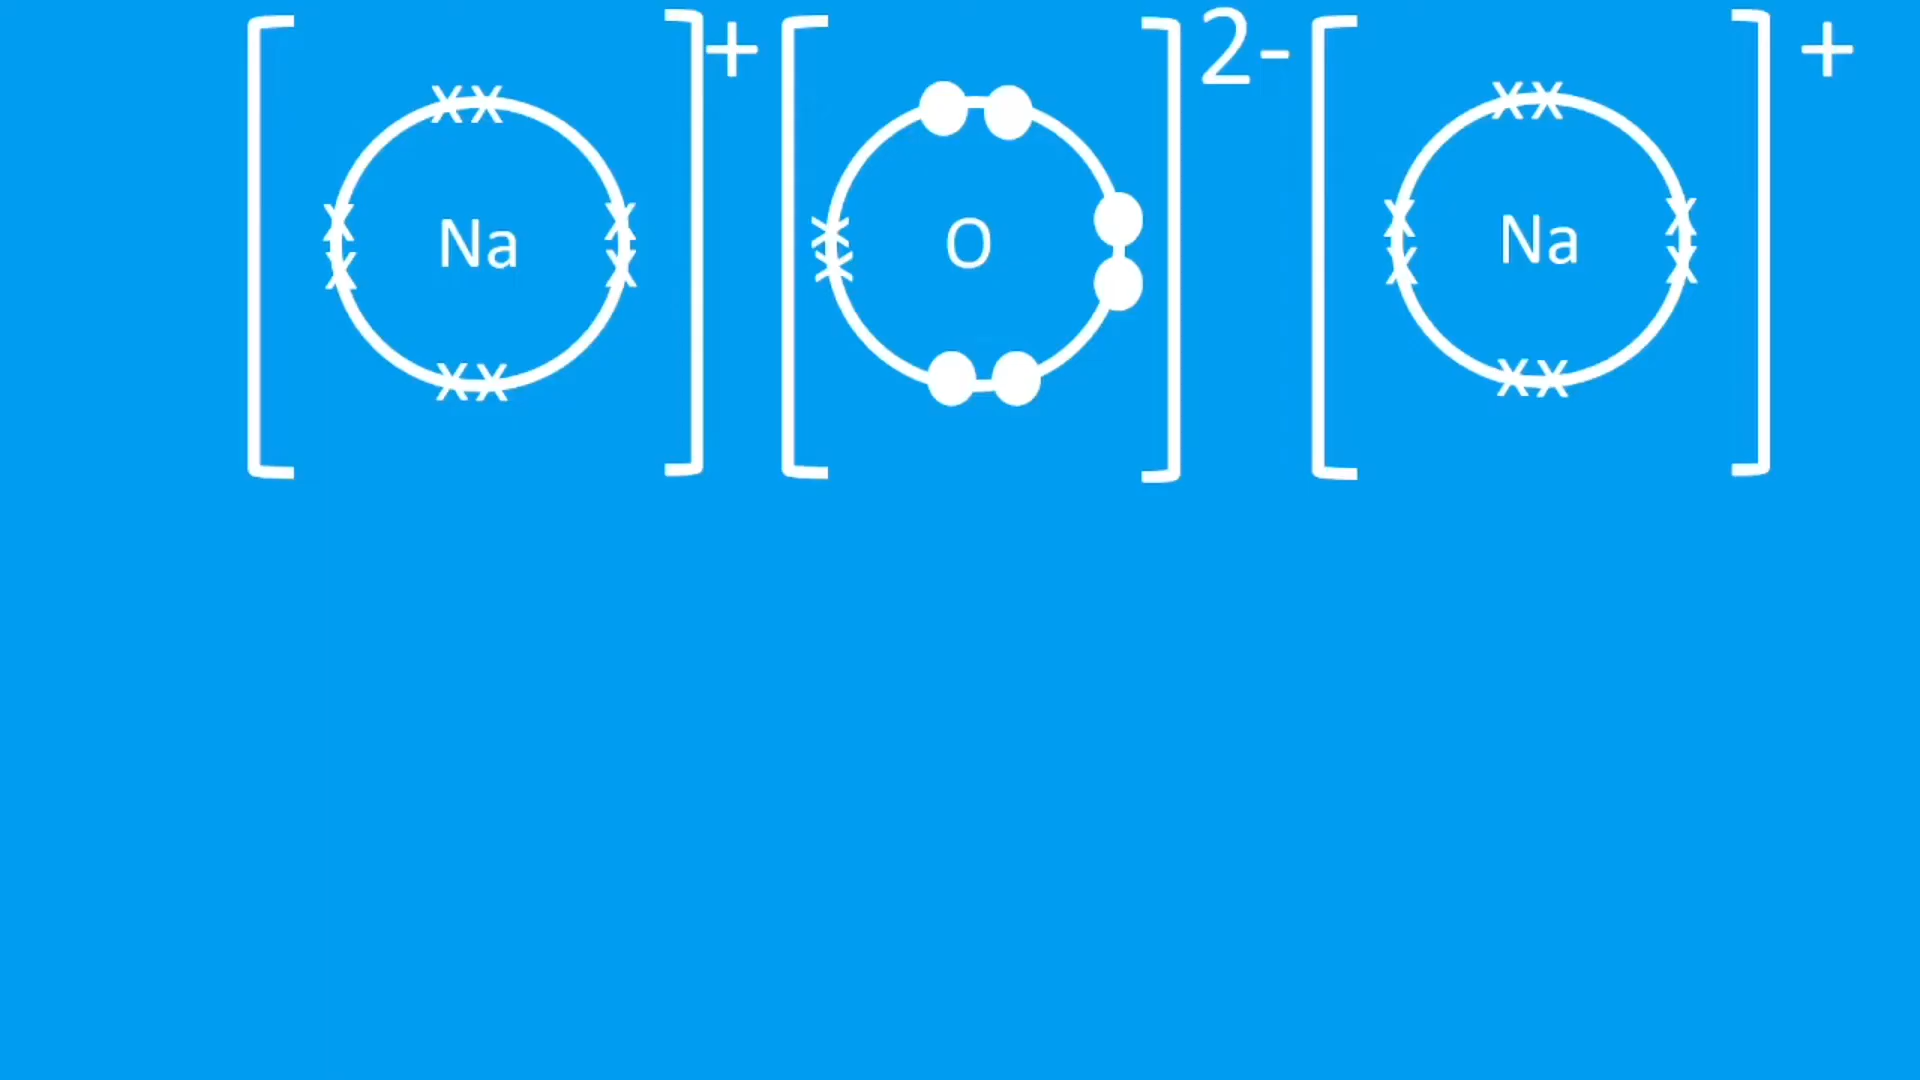 [ Na ]+ [ O ]2- [ Na ]+